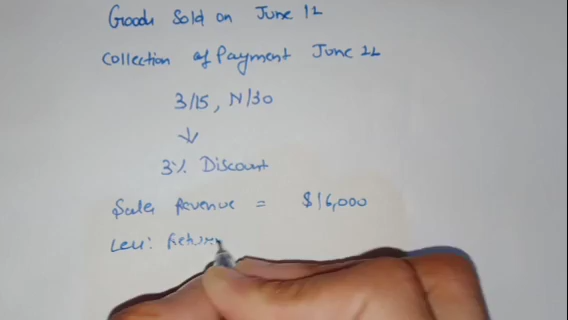 Goods Sold on June 12
Collection of Payment June 22
3/15, N/30
3% Discount
Sales Revenue = $16,000
Less: Return